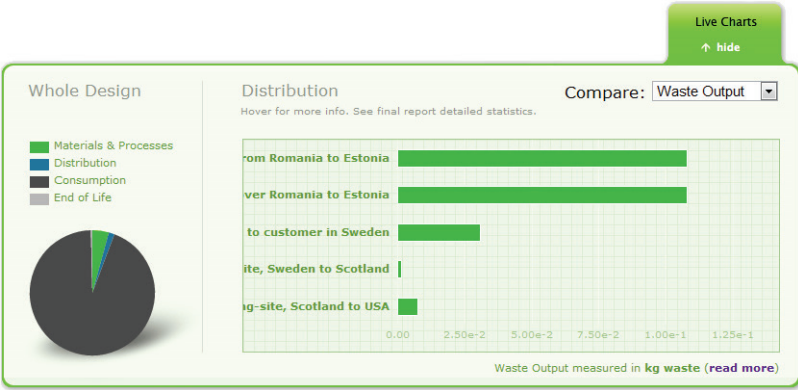 Live Charts
↑ hide
Whole Design
Materials & Processes
Distribution
Consumption
End of Life
Distribution
Hover for more info. See final report detailed statistics.
Compare: Waste Output
rom Romania to Estonia
ver Romania to Estonia
to customer in Sweden
ite, Sweden to Scotland
ng-site, Scotland to USA
0.00 2.50e-2 5.00e-2 7.50e-2 1.00e-1 1.25e-1
Waste Output measured in kg waste (read more)